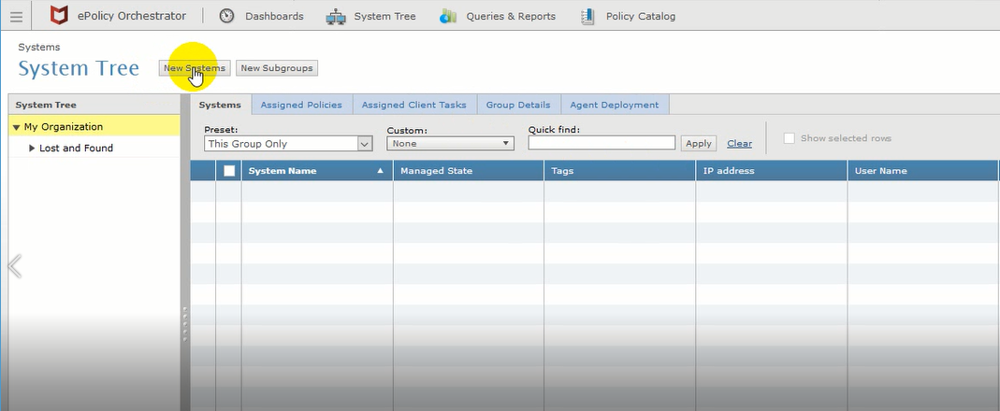 ePolicy Orchestrator Dashboards System Tree Queries & Reports Policy Catalog
Systems
System Tree New Systems New Subgroups
System Tree Systems Assigned Policies Assigned Client Tasks Group Details Agent Deployment
My Organization
Preset: Custom: Quick find:
This Group Only None Apply Clear Show selected rows
Lost and Found
System Name Managed State Tags IP address User Name